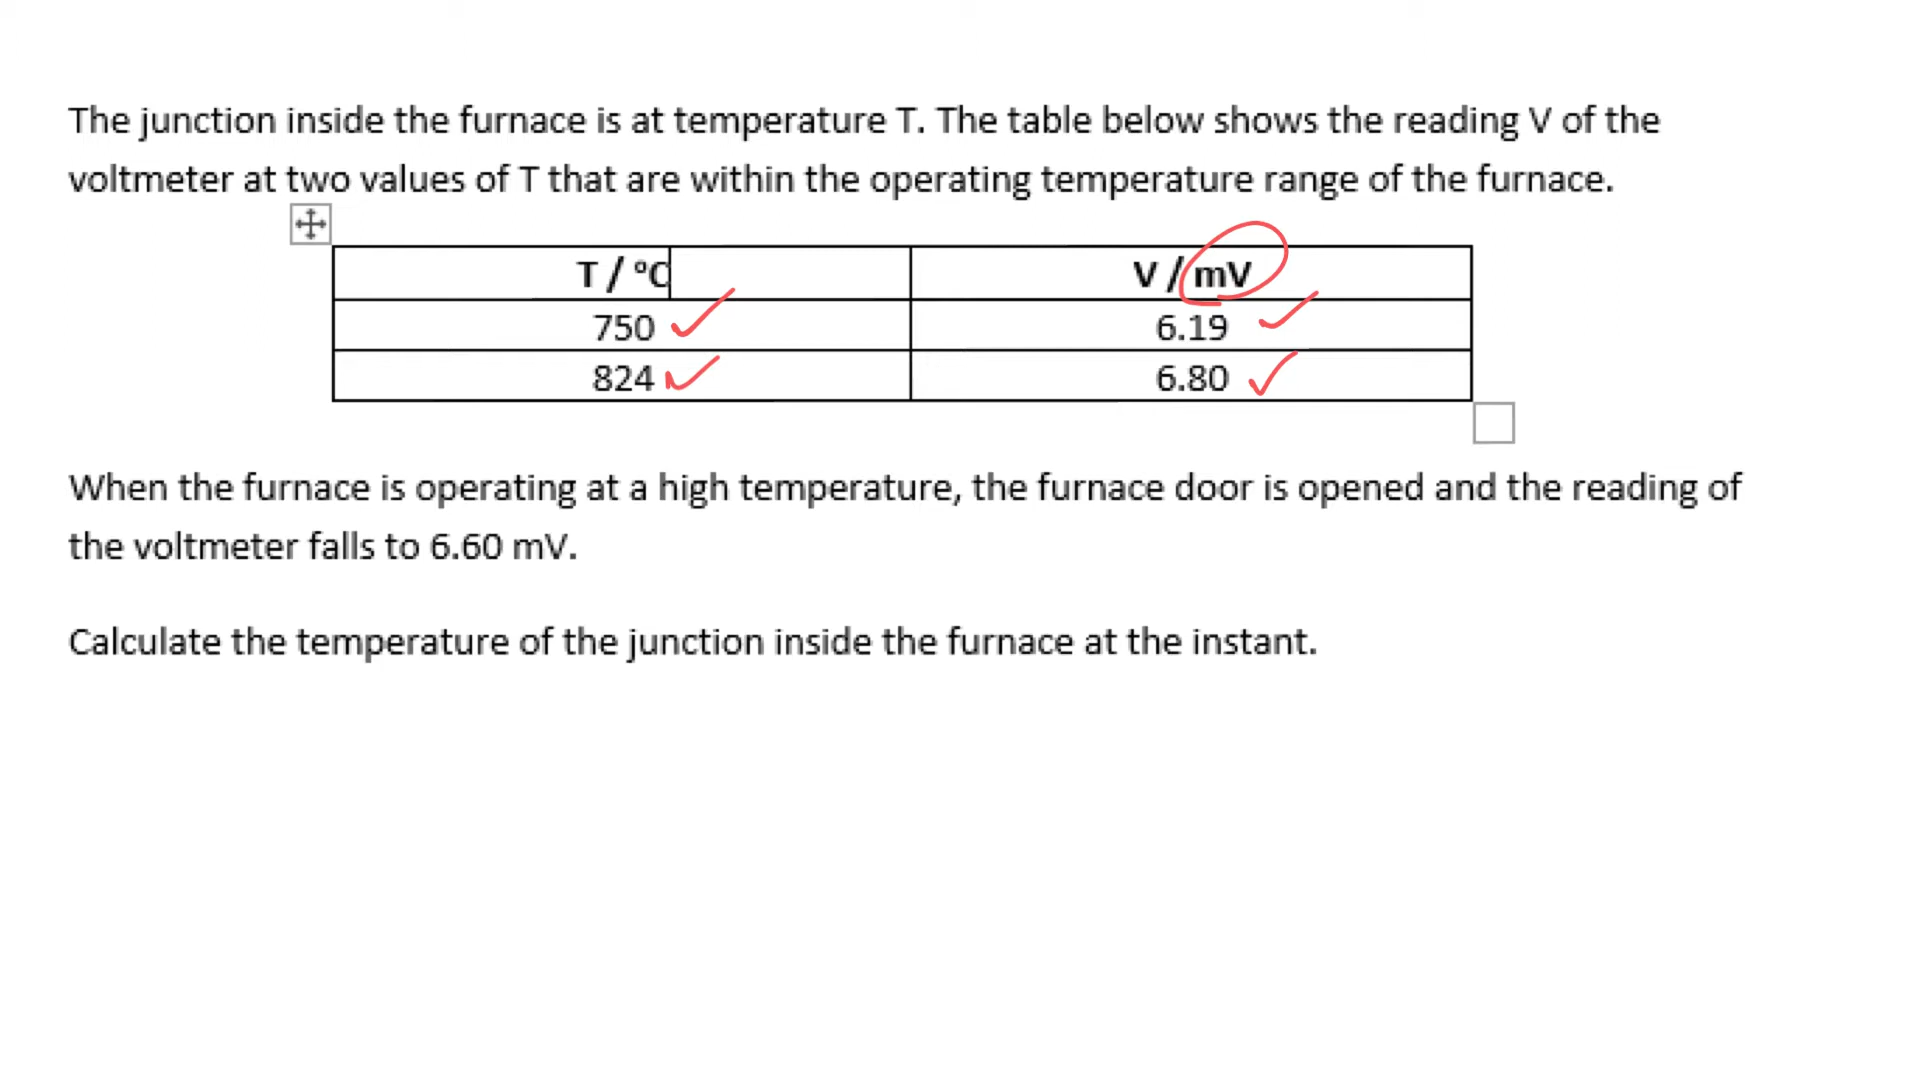 The junction inside the furnace is at temperature T. The table below shows the reading V of the
voltmeter at two values of T that are within the operating temperature range of the furnace.
T / °C V / mV
750 6.19
824 6.80
When the furnace is operating at a high temperature, the furnace door is opened and the reading of
the voltmeter falls to 6.60 mV.
Calculate the temperature of the junction inside the furnace at the instant.